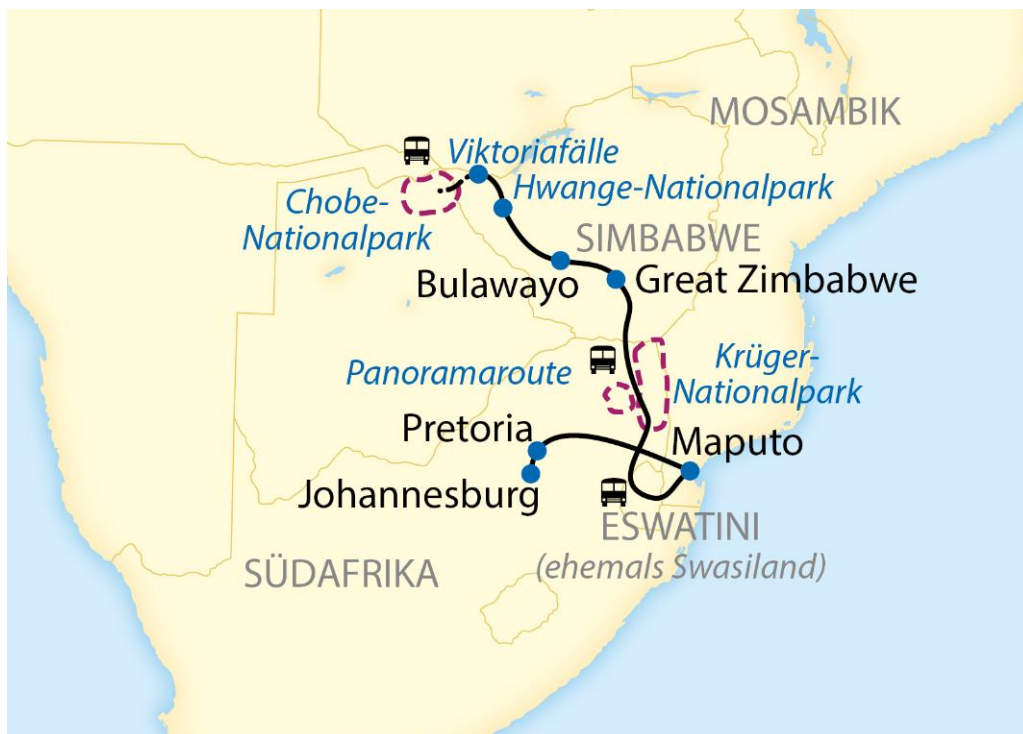 MOSAMBIK
Viktoriafälle
Hwange-Nationalpark
Chobe-
Nationalpark
SIMBABWE
Bulawayo
Great Zimbabwe
Panoramaroute
Krüger-
Nationalpark
Pretoria
Maputo
Johannesburg
ESWATINI
(ehemals Swasiland)
SÜDAFRIKA